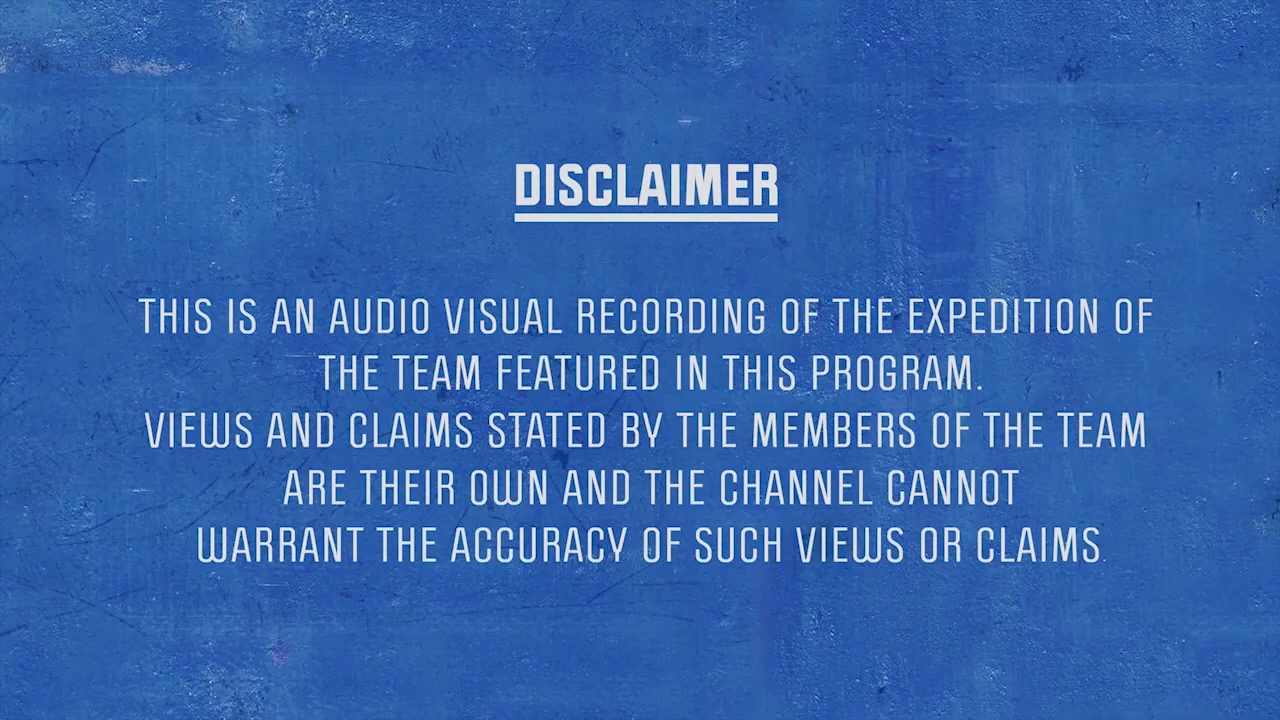 DISCLAIMER
THIS IS AN AUDIO VISUAL RECORDING OF THE EXPEDITION OF
THE TEAM FEATURED IN THIS PROGRAM.
VIEWS AND CLAIMS STATED BY THE MEMBERS OF THE TEAM
ARE THEIR OWN AND THE CHANNEL CANNOT
WARRANT THE ACCURACY OF SUCH VIEWS OR CLAIMS.